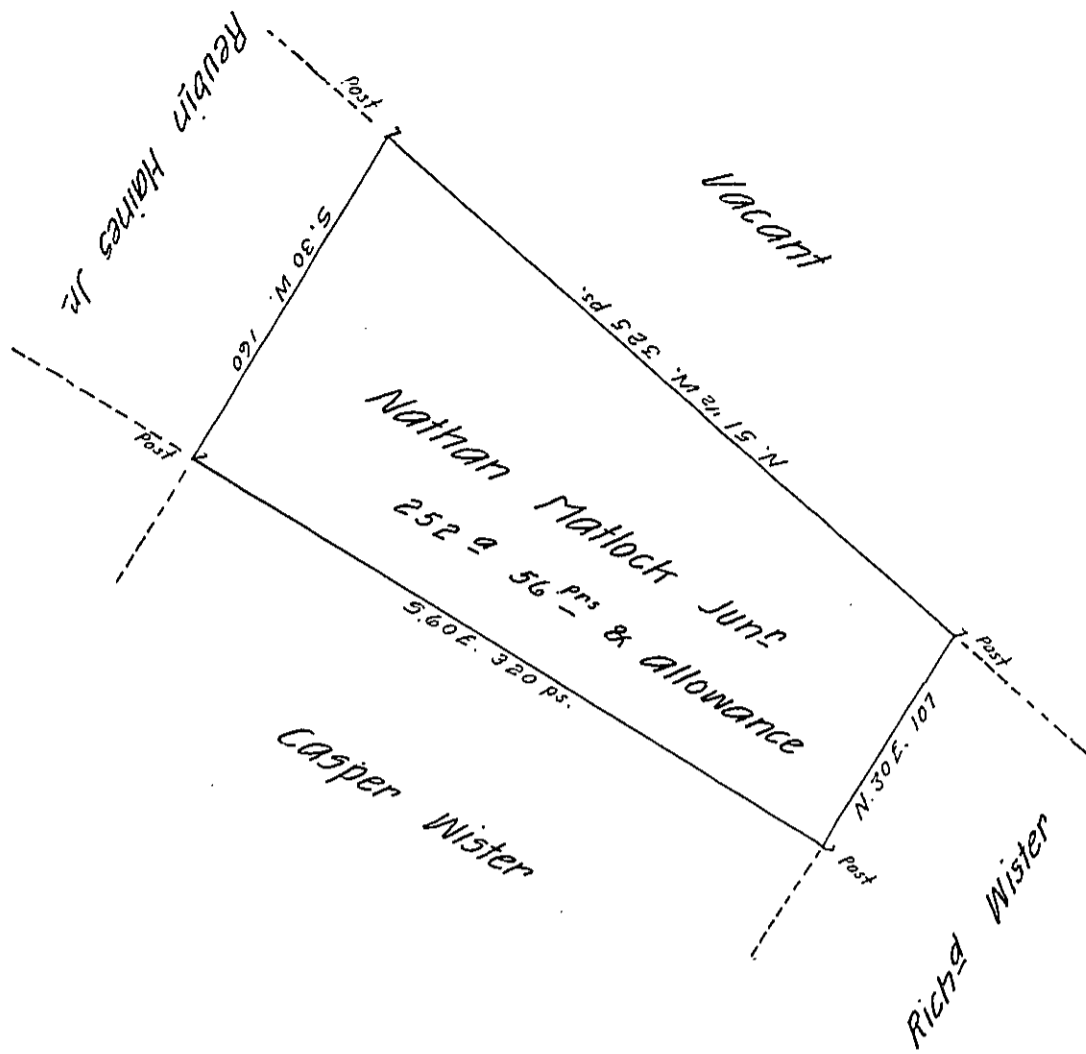 Reubin Haines Jr.
Post
Vacant
S. 30 W. 160
N. 51 1/2 W. 325 ps.
Post
Nathan Matlock Junr
252 a 56 prs & allowance
S. 60 E. 320 ps.
Post
N. 30 E. 107
Post
Casper Wister
Richd Wister